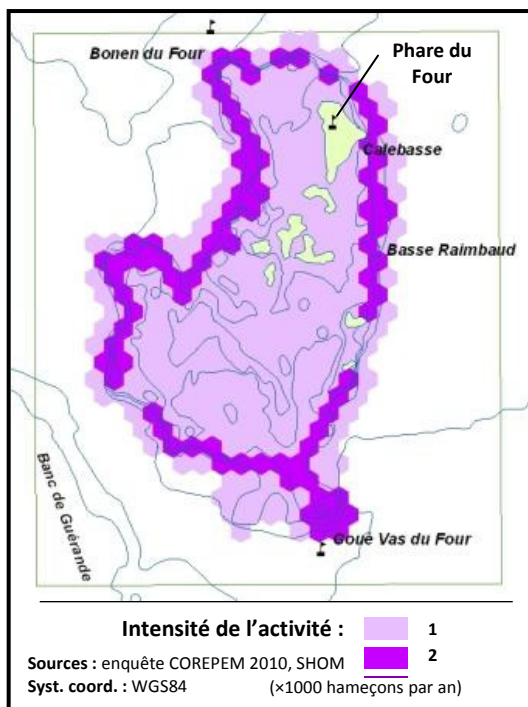 Bonen du Four
Phare du
Four
Calebasse
Basse Raimbaud
Banc de Guérande
Goué Vas du Four
Intensité de l'activité :
1
2
Sources : enquête COREPEM 2010, SHOM
Syst. coord. : WGS84
(×1000 hameçons par an)